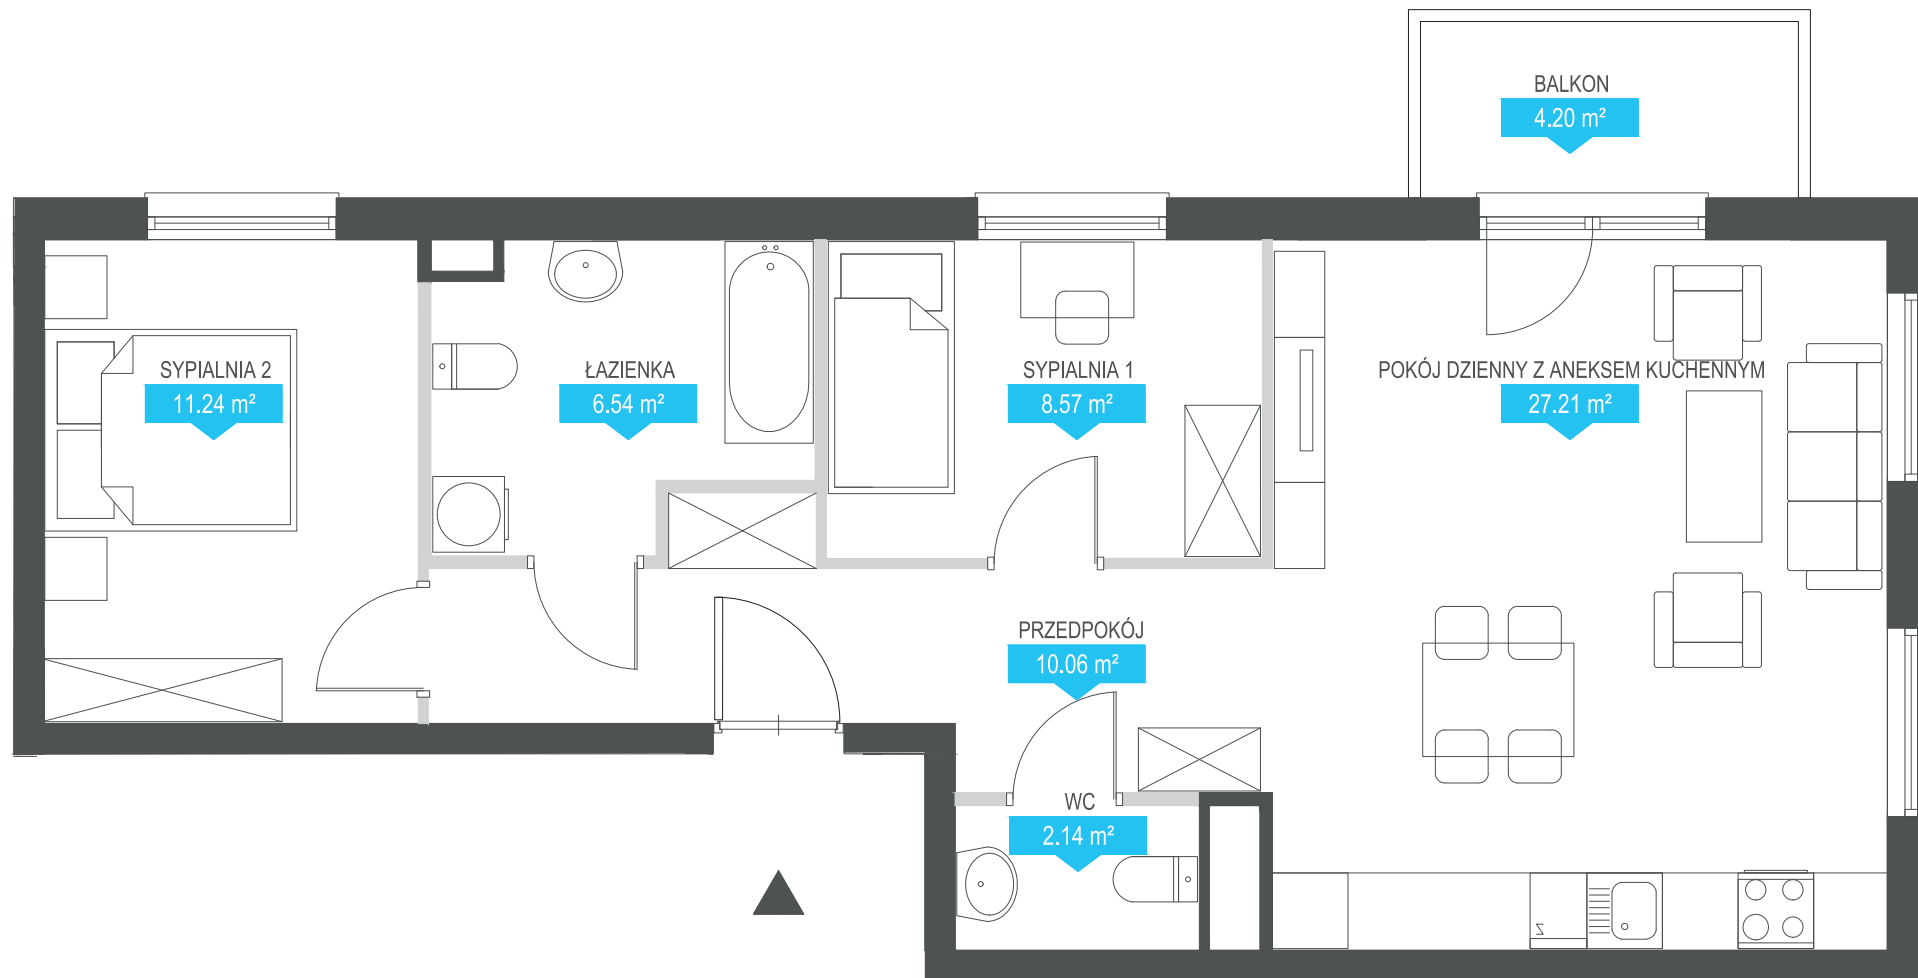 BALKON
4.20 m²
SYPIALNIA 2
11.24 m²
ŁAZIENKA
6.54 m²
SYPIALNIA 1
8.57 m²
POKÓJ DZIENNY Z ANEKSEM KUCHENNYM
27.21 m²
PRZEDPOKÓJ
10.06 m²
WC
2.14 m²
Z